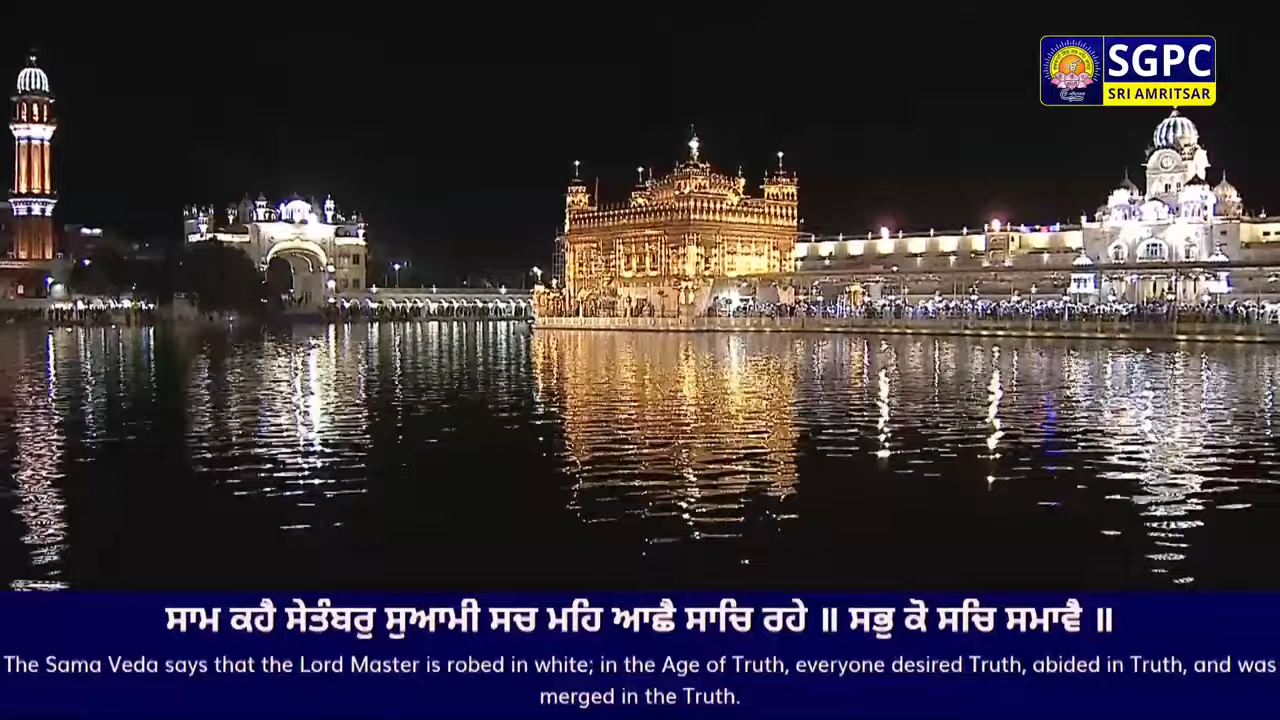 SGPC
SRI AMRITSAR
ਸਾਮ ਕਹੈ ਸੇਤੰਬਰੁ ਸੁਆਮੀ ਸਚ ਮਹਿ ਆਛੈ ਸਾਚਿ ਰਹੇ ॥ ਸਭੁ ਕੋ ਸਚਿ ਸਮਾਵੈ ॥
The Sama Veda says that the Lord Master is robed in white; in the Age of Truth, everyone desired Truth, abided in Truth, and was
merged in the Truth.